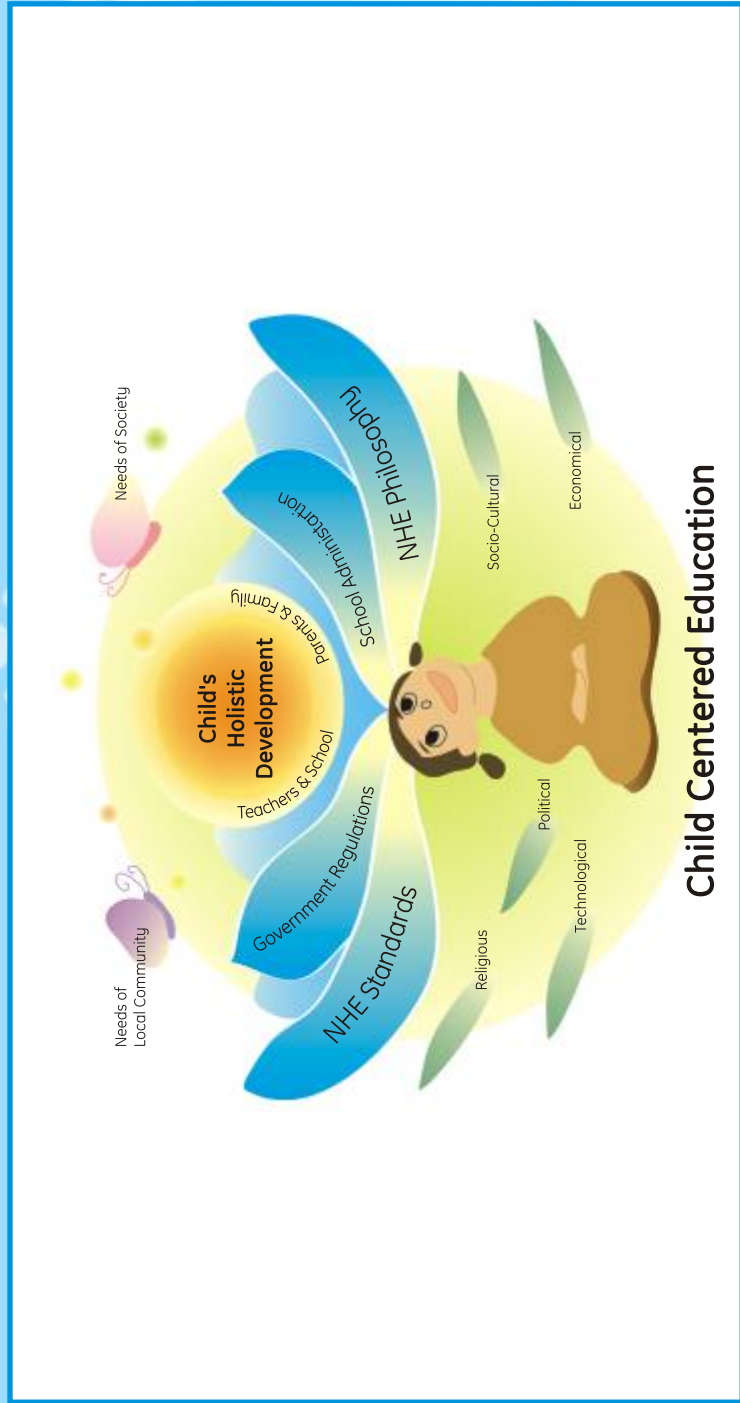 Needs of
Local Community
Needs of Society
Child's
Holistic
Development
Teachers & School
Parents & Family
Government Regulations
School Administartion
NHE Standards
NHE Philosophy
Religious
Political
Socio-Cultural
Technological
Economical
Child Centered Education